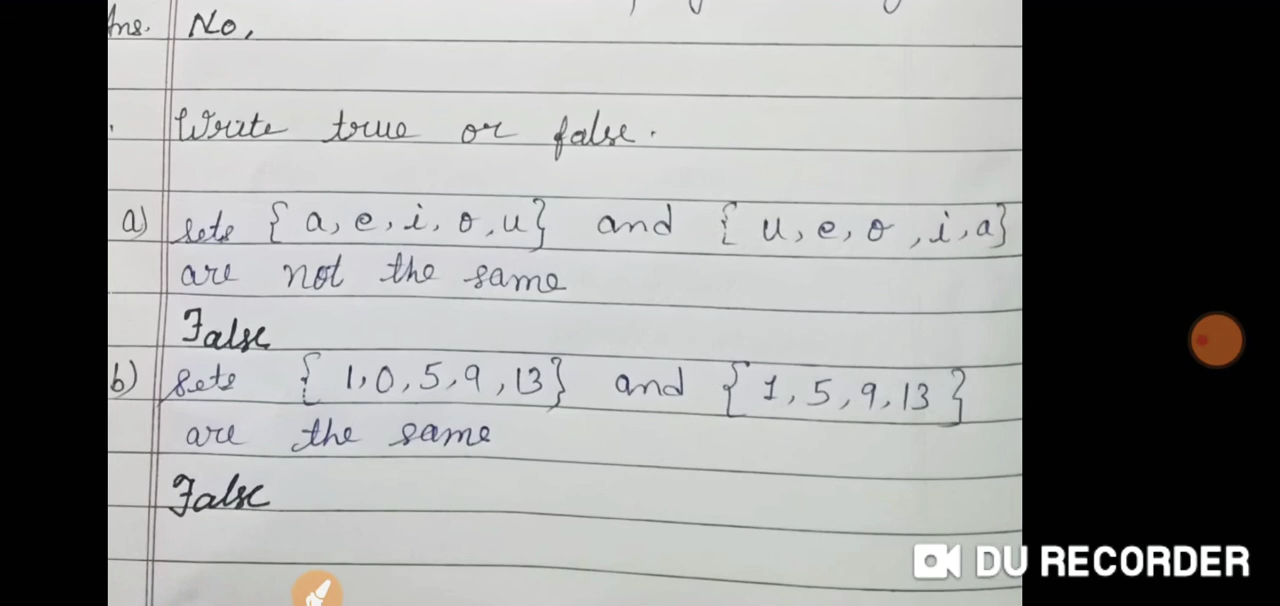 Ans. No,
Write true or false.
a) sets { a, e, i, o, u} and { u, e, o, i, a}
are not the same
False
b) sets { 1, 0, 5, 9, 13} and { 1, 5, 9, 13 }
are the same
False
DU RECORDER